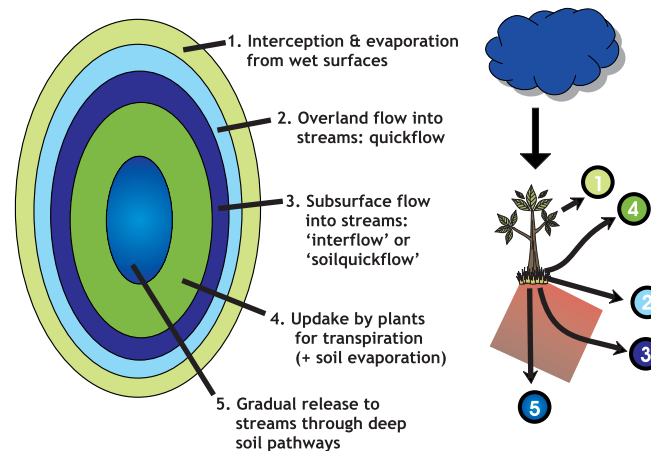 1. Interception & evaporation
from wet surfaces
2. Overland flow into
streams: quickflow
3. Subsurface flow
into streams:
‘interflow’ or
‘soilquickflow’
4. Updake by plants
for transpiration
(+ soil evaporation)
5. Gradual release to
streams through deep
soil pathways
1
4
2
3
5